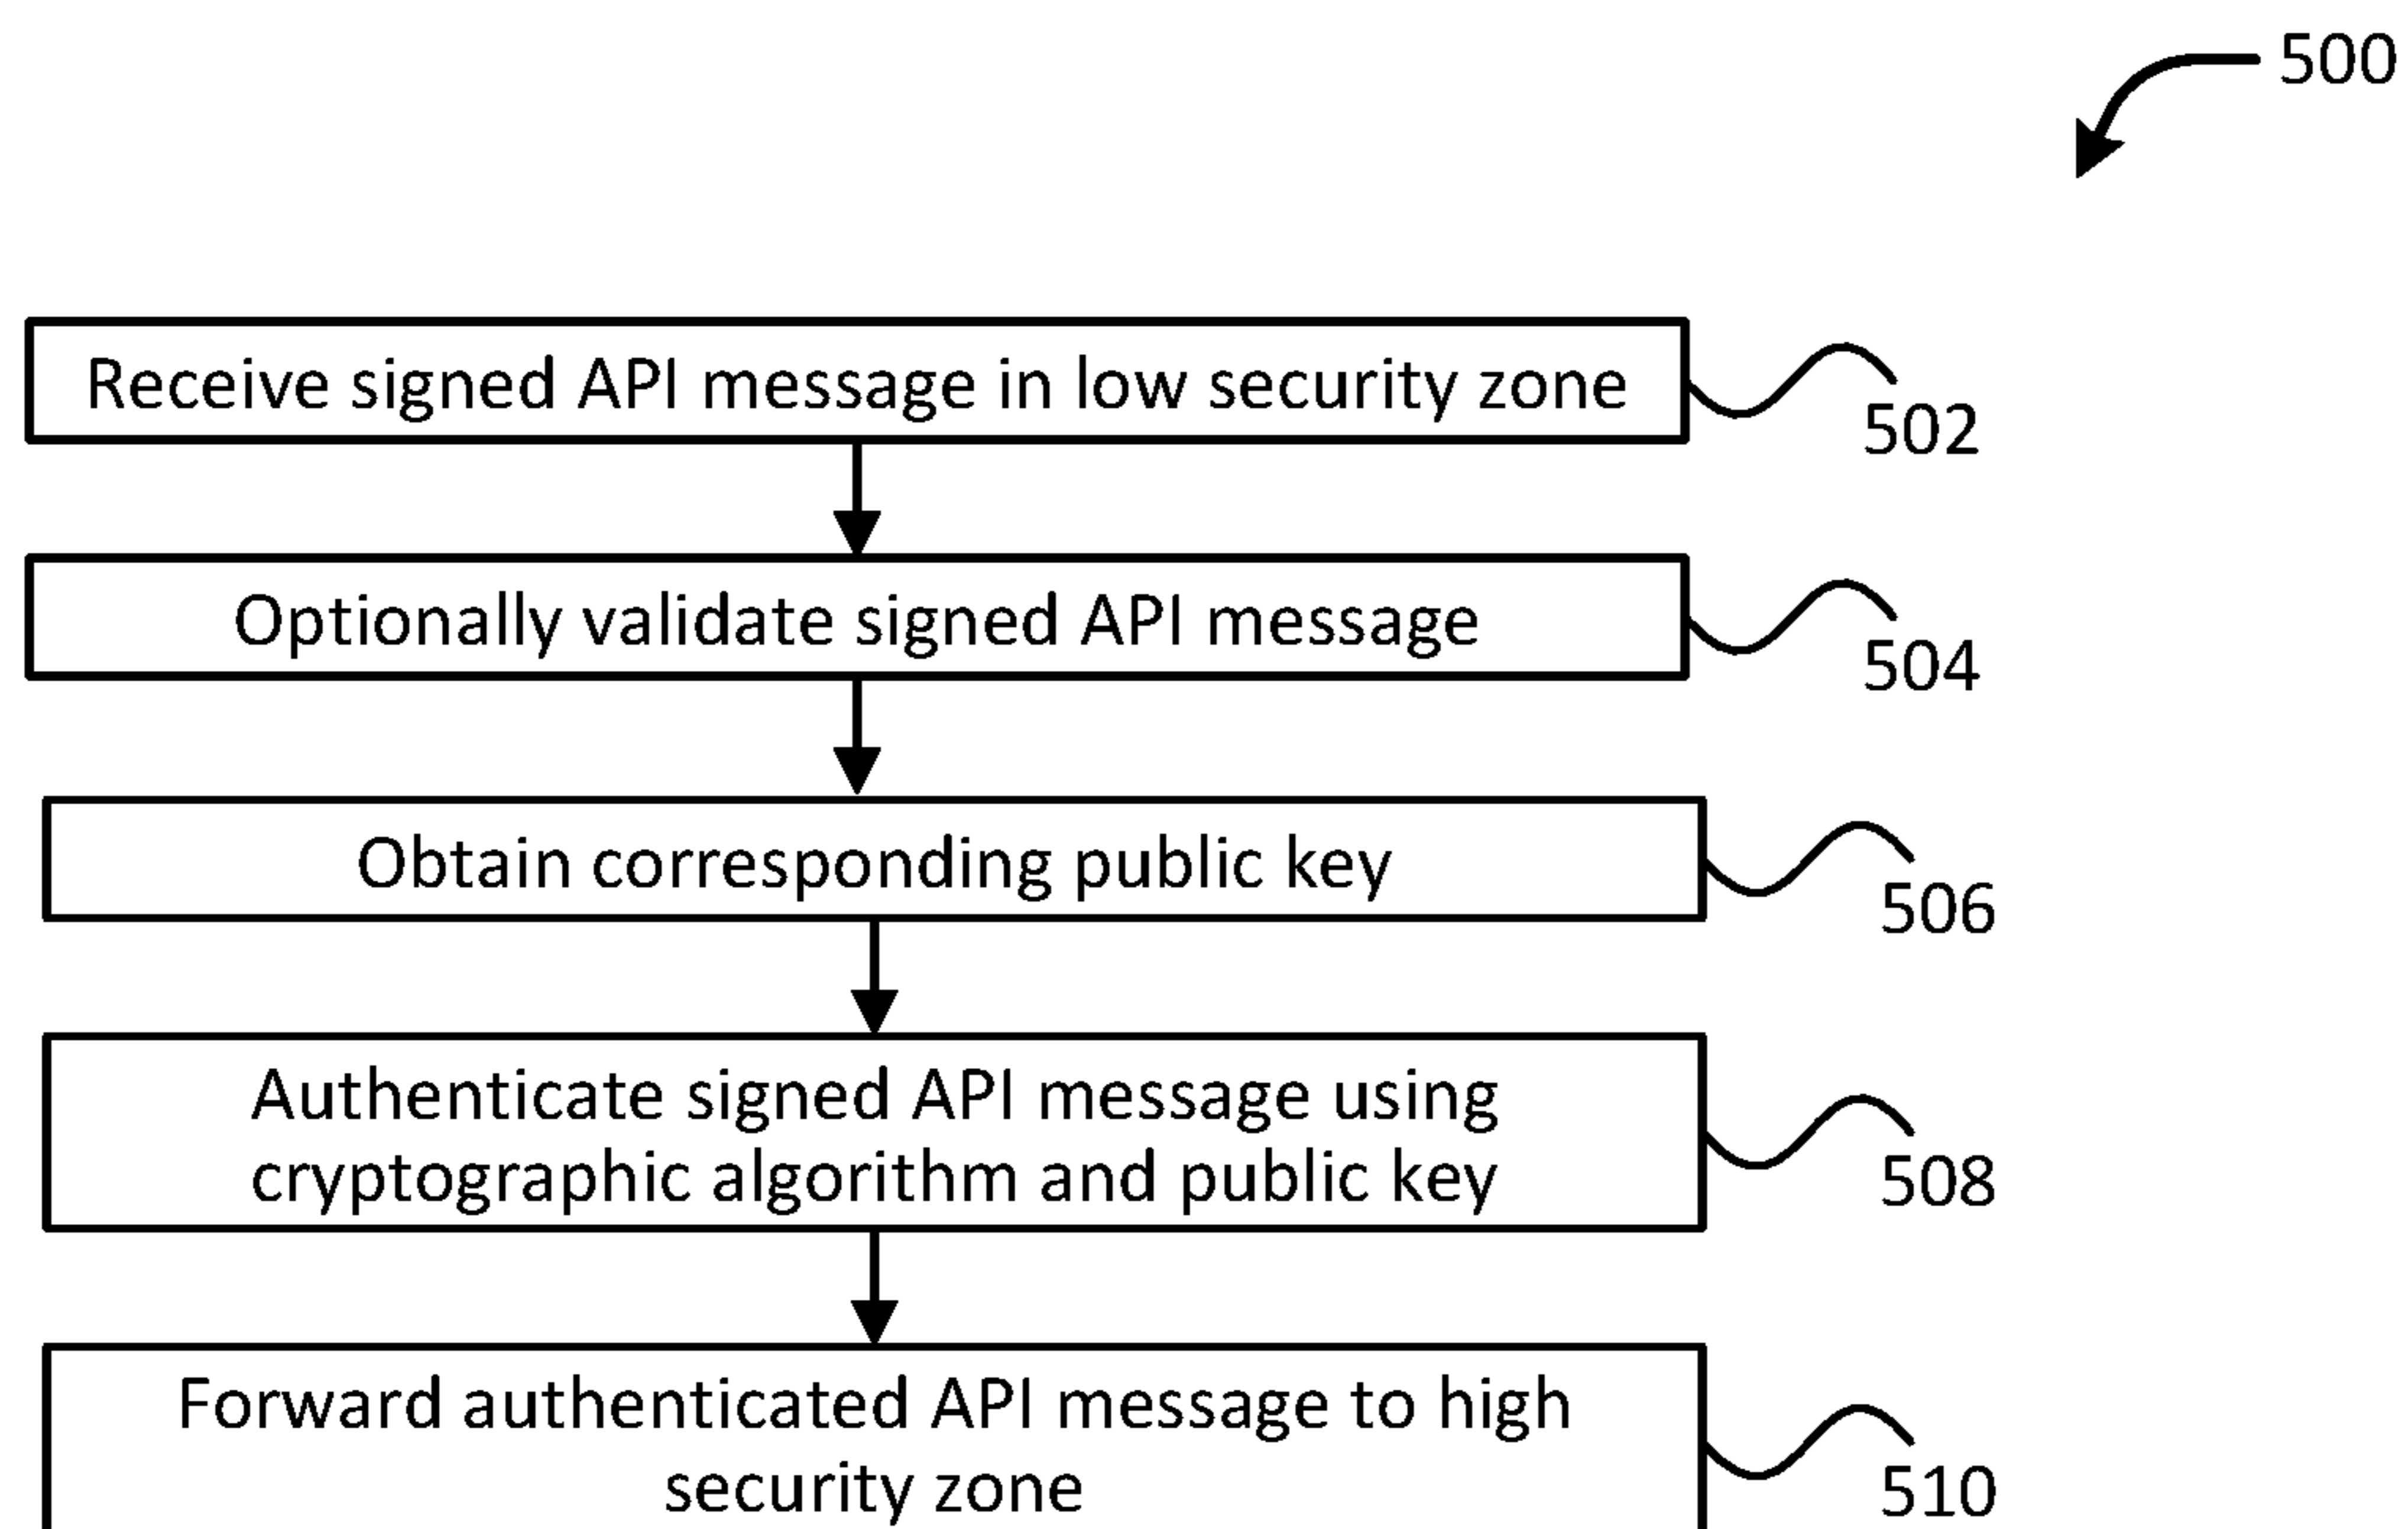 500
Receive signed API message in low security zone
502
Optionally validate signed API message
504
Obtain corresponding public key
506
Authenticate signed API message using
cryptographic algorithm and public key
508
Forward authenticated API message to high
security zone
510